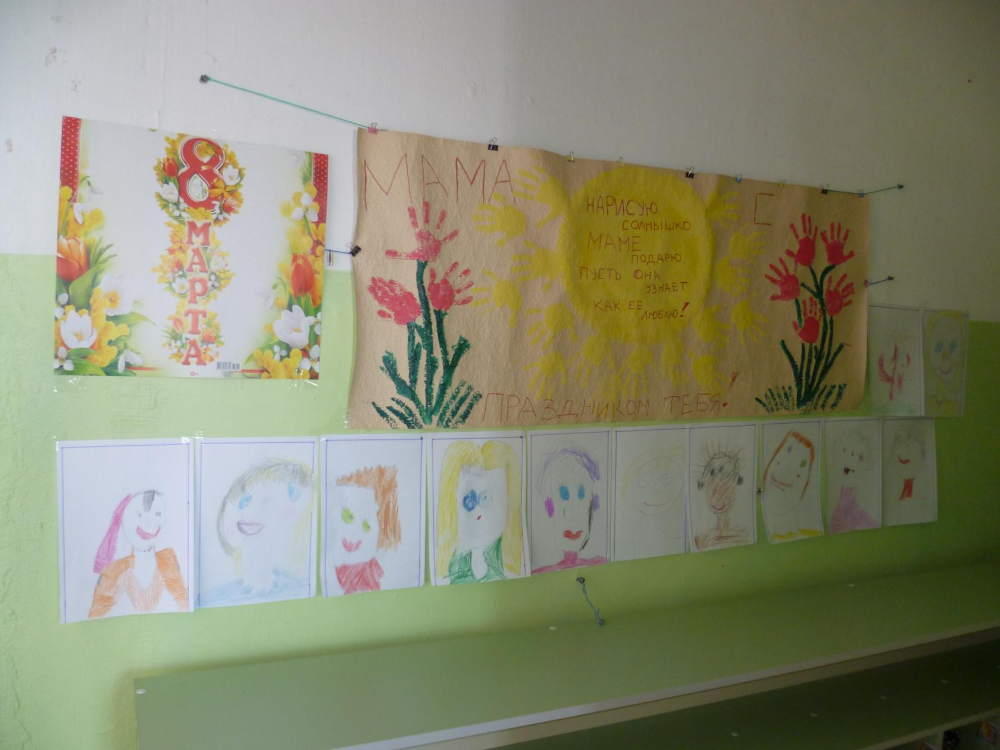 8
МАРТА
МАМА
С
НАРИСУЮ
СОЛНЫШКО
МАМЕ
ПОДАРЮ
ПУСТЬ ОНА
УЗНАЕТ
КАК ЕЕ
ЛЮБЛЮ!
ПРАЗДНИКОМ ТЕБЯ!